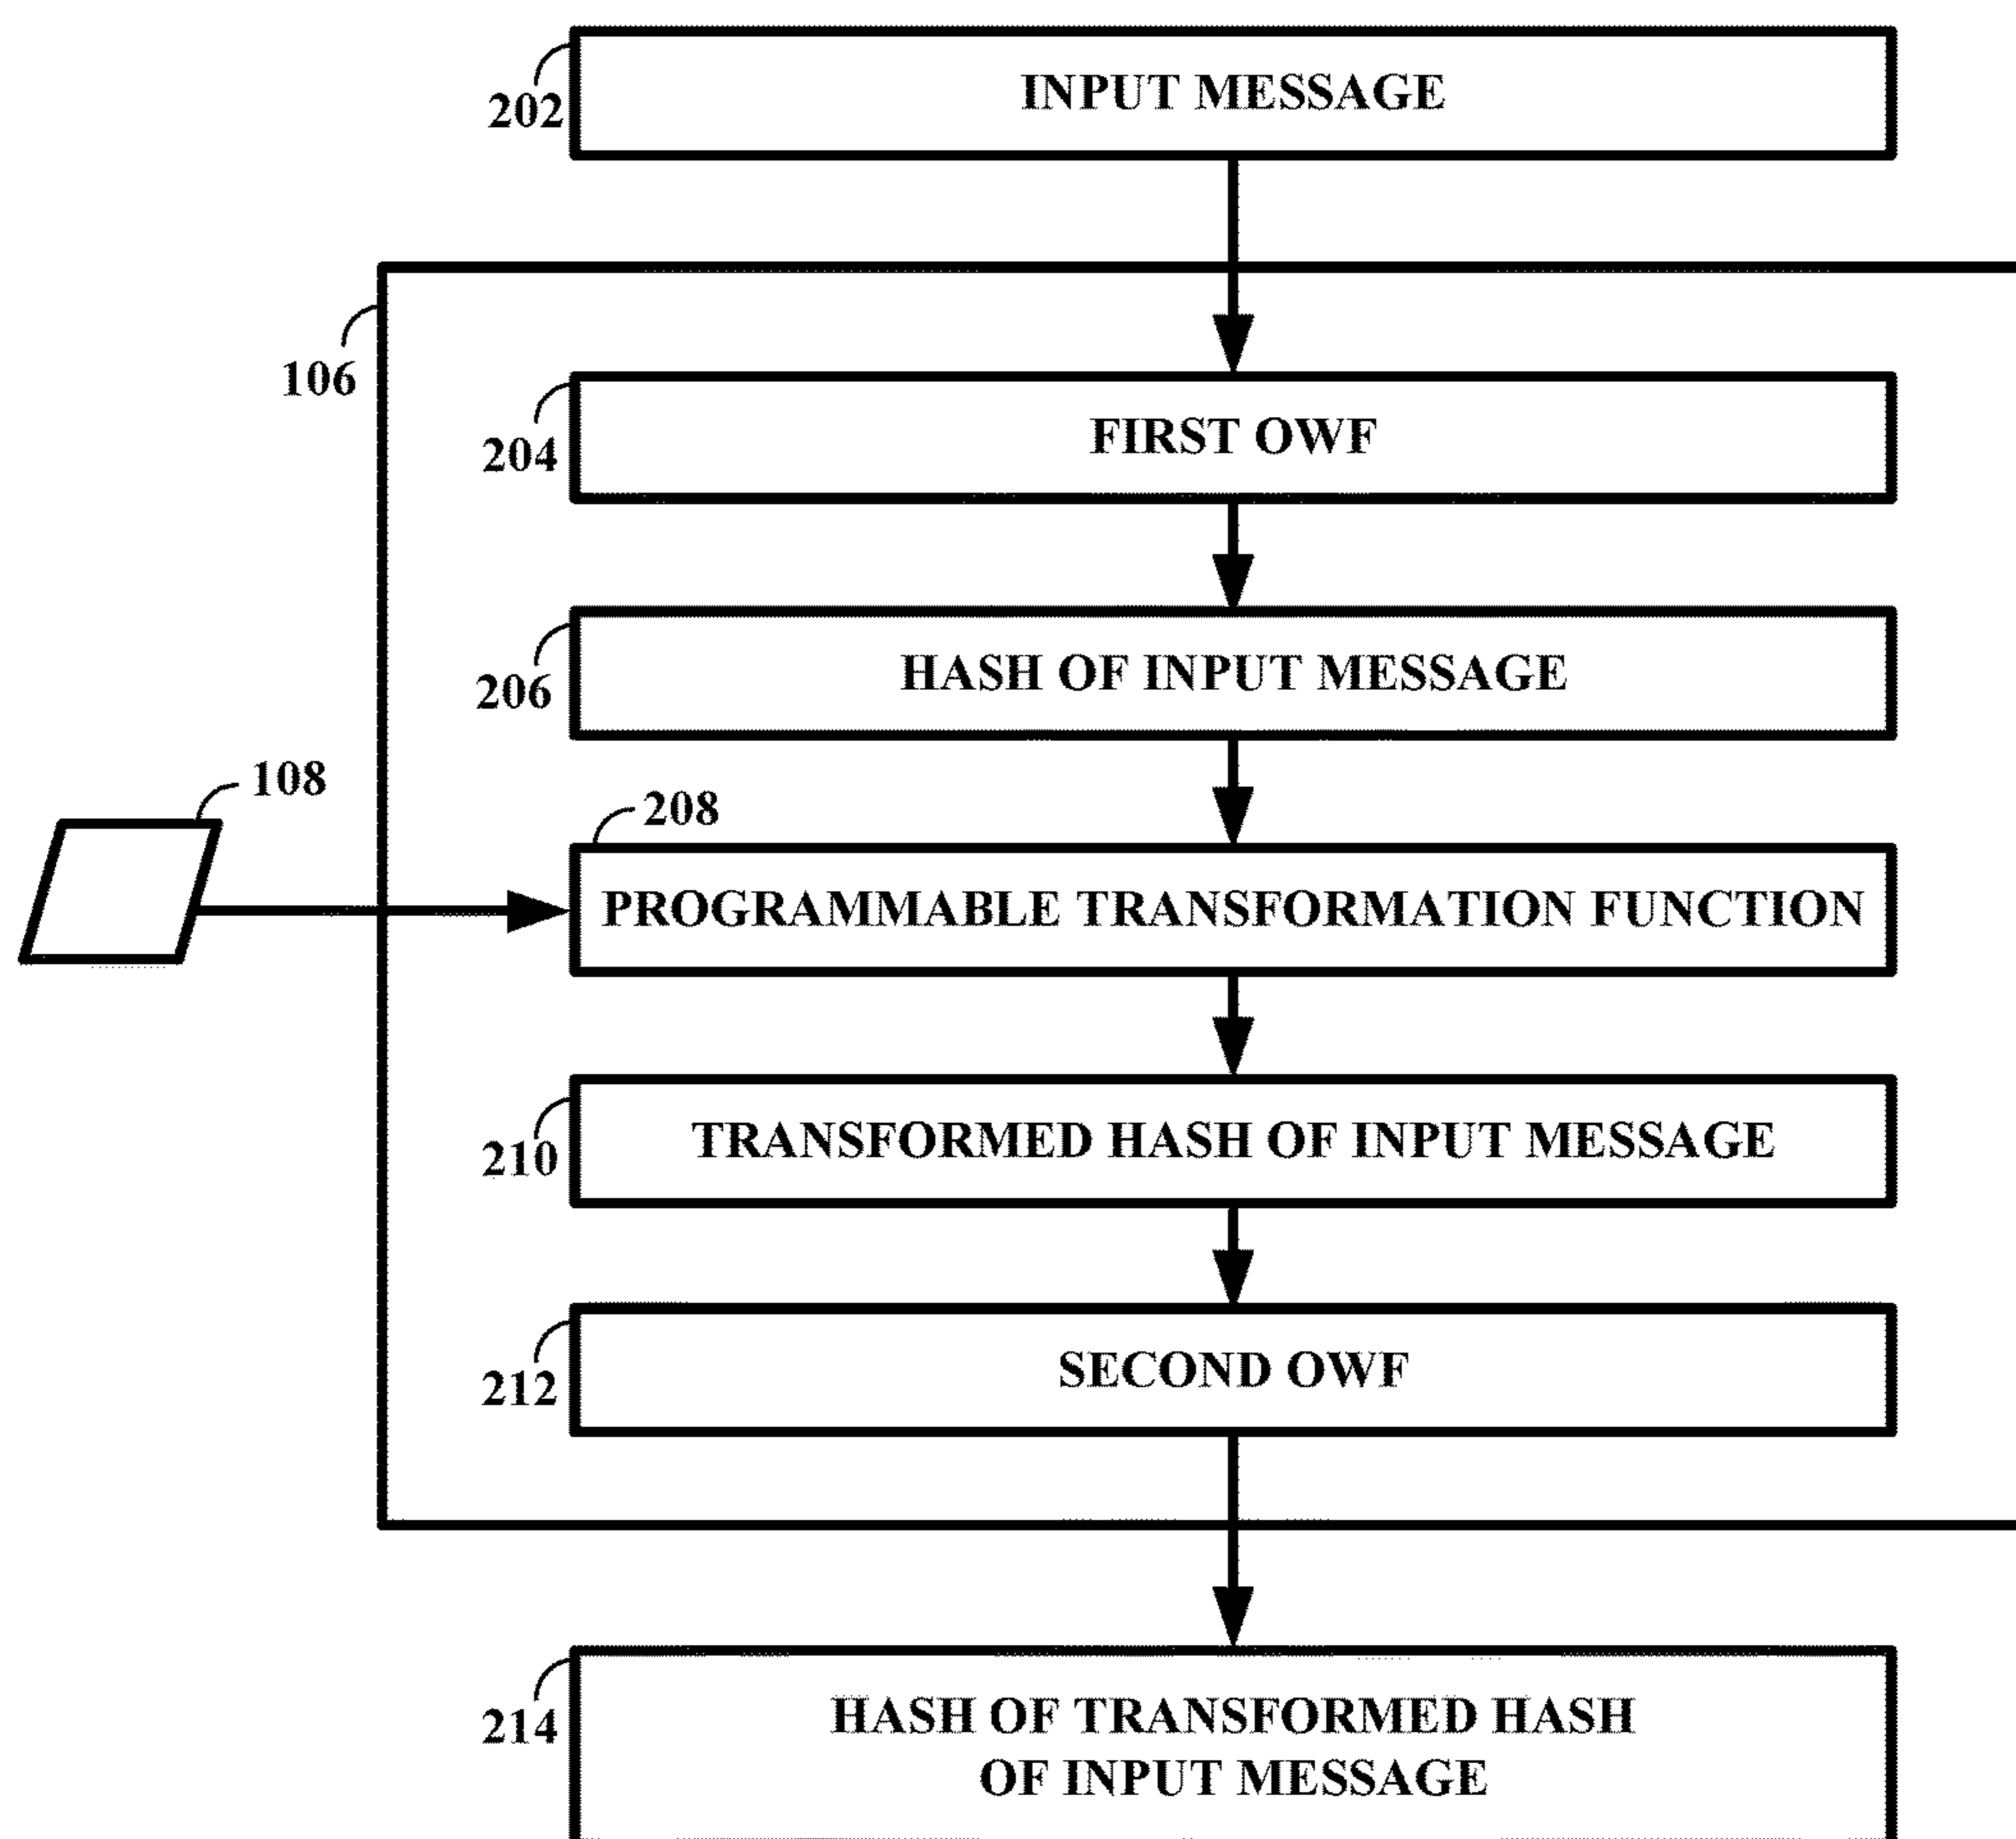 INPUT MESSAGE
202
106
FIRST OWF
204
HASH OF INPUT MESSAGE
206
108
208
PROGRAMMABLE TRANSFORMATION FUNCTION
TRANSFORMED HASH OF INPUT MESSAGE
210
SECOND OWF
212
214
HASH OF TRANSFORMED HASH
OF INPUT MESSAGE